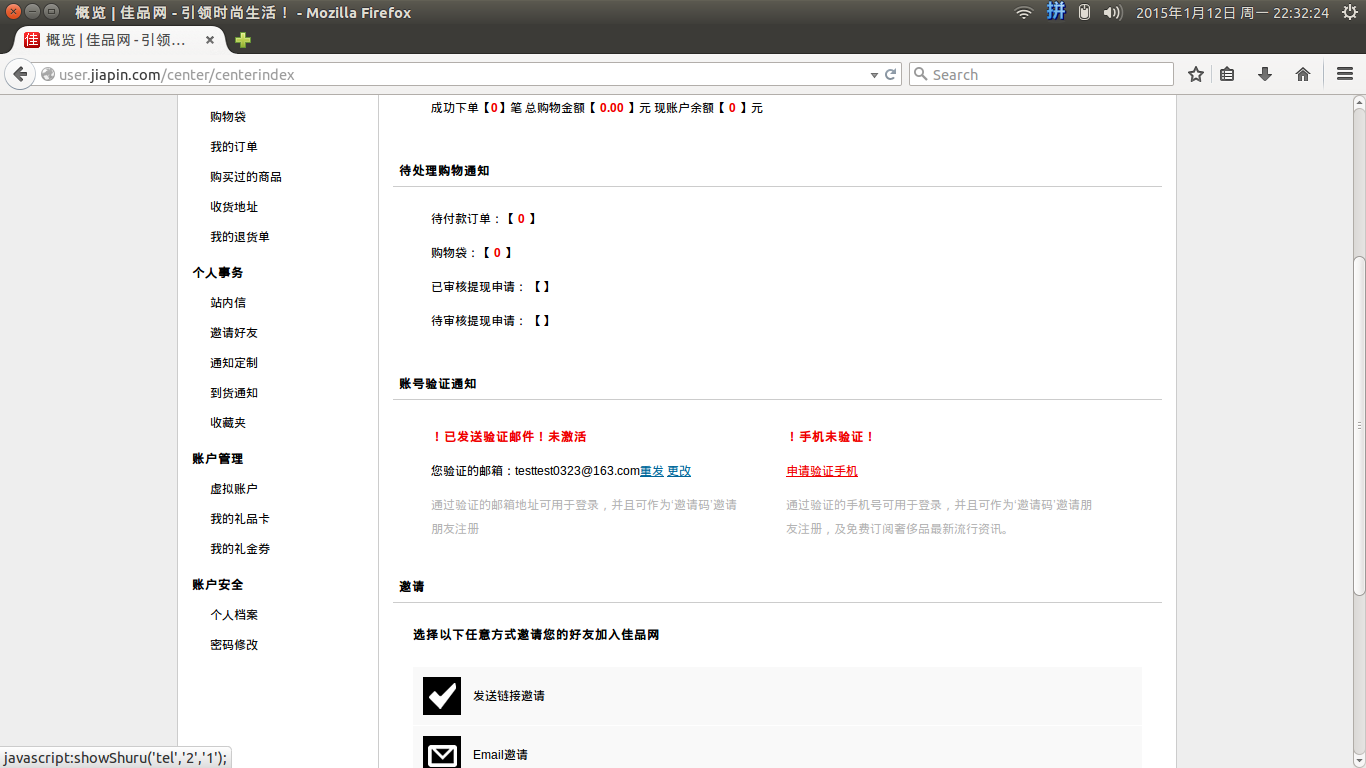 概览 | 佳品网 - 引领时尚生活！ - Mozilla Firefox
拼
2015年1月12日 周一 22:32:24
佳 概览 | 佳品网 - 引领...
user.jiapin.com/center/centerindex
Search
购物袋
我的订单
购买过的商品
收货地址
我的退货单
个人事务
站内信
邀请好友
通知定制
到货通知
收藏夹
账户管理
虚拟账户
我的礼品卡
我的礼金券
账户安全
个人档案
密码修改
成功下单【0】笔 总购物金额【 0.00 】元 现账户余额【 0 】元
待处理购物通知
待付款订单：【 0 】
购物袋：【 0 】
已审核提现申请：【 】
待审核提现申请：【 】
账号验证通知
！已发送验证邮件！未激活
您验证的邮箱：testtest0323@163.com重发 更改
通过验证的邮箱地址可用于登录，并且可作为'邀请码'邀请
朋友注册
！手机未验证！
申请验证手机
通过验证的手机号可用于登录，并且可作为'邀请码'邀请朋
友注册，及免费订阅奢侈品最新流行资讯。
邀请
选择以下任意方式邀请您的好友加入佳品网
发送链接邀请
Email邀请
javascript:showShuru('tel','2','1');